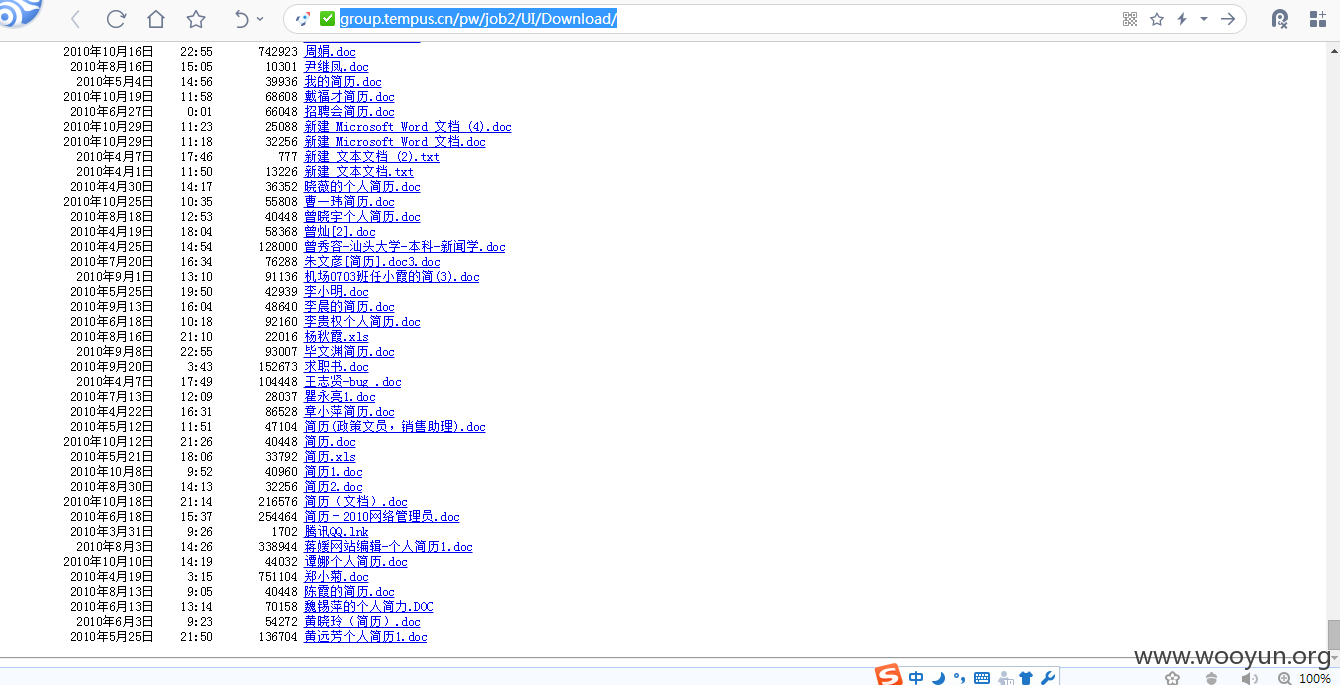 group.tempus.cn/pw/job2/UI/Download/
2010年10月16日 22:55 742923 周娟.doc
2010年8月16日 15:05 10301 尹继凤.doc
2010年5月4日 14:56 39936 我的简历.doc
2010年10月19日 11:58 68608 戴福才简历.doc
2010年6月27日 0:01 66048 招聘会简历.doc
2010年10月29日 11:23 25088 新建 Microsoft Word 文档 (4).doc
2010年10月29日 11:18 32256 新建 Microsoft Word 文档.doc
2010年4月7日 17:46 777 新建 文本文档 (2).txt
2010年4月1日 11:50 13226 新建 文本文档.txt
2010年4月30日 14:17 36352 晓薇的个人简历.doc
2010年10月25日 10:35 55808 曹一玮简历.doc
2010年8月18日 12:53 40448 曾晓宇个人简历.doc
2010年4月19日 18:04 58368 曾灿[2].doc
2010年4月25日 14:54 128000 曾秀容-汕头大学-本科-新闻学.doc
2010年7月20日 16:34 76288 朱文彦[简历].doc3.doc
2010年9月1日 13:10 91136 机场0703班任小霞的简(3).doc
2010年5月25日 19:50 42939 李小明.doc
2010年9月13日 16:04 48640 李晨的简历.doc
2010年6月18日 10:18 92160 李贵权个人简历.doc
2010年8月16日 21:10 22016 杨秋霞.xls
2010年9月8日 22:55 93007 毕文渊简历.doc
2010年9月20日 3:43 152673 求职书.doc
2010年4月7日 17:49 104448 王志贤-bug .doc
2010年7月13日 12:09 28037 瞿永亮1.doc
2010年4月22日 16:31 86528 章小萍简历.doc
2010年5月12日 11:51 47104 简历(政策文员，销售助理).doc
2010年10月12日 21:26 40448 简历.doc
2010年5月21日 18:06 33792 简历.xls
2010年10月8日 9:52 40960 简历1.doc
2010年8月30日 14:13 32256 简历2.doc
2010年10月18日 21:14 216576 简历（文档）.doc
2010年6月18日 15:37 254464 简历－2010网络管理员.doc
2010年3月31日 9:26 1702 腾讯QQ.lnk
2010年8月3日 14:26 338944 蒋媛网站编辑-个人简历1.doc
2010年10月10日 14:19 44032 谭娜个人简历.doc
2010年4月19日 3:15 751104 郑小菊.doc
2010年8月13日 9:05 40448 陈霞的简历.doc
2010年6月13日 13:14 70158 魏锡萍的个人简力.DOC
2010年6月3日 9:23 54272 黄晓玲（简历）.doc
2010年5月25日 21:50 136704 黄远芳个人简历1.doc
www.wooyun.org
S 中
100%